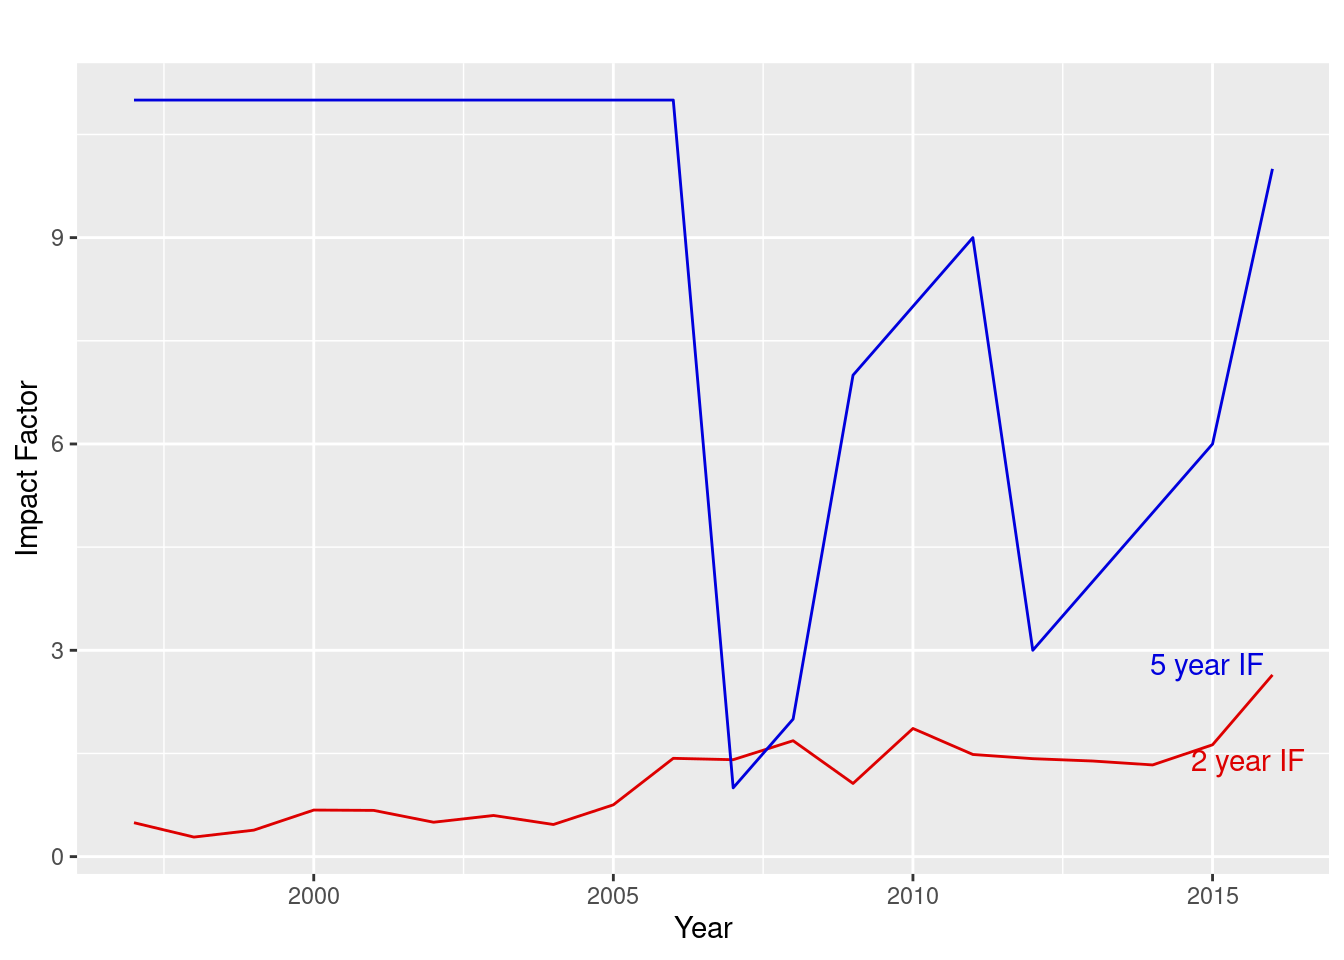 9
6
3
0
Impact Factor
5 year IF
2 year IF
2000 2005 2010 2015
Year